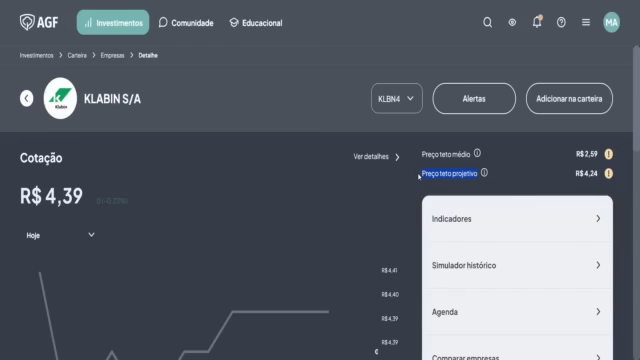 AGF
Investimentos
Comunidade
Educacional
MA
Investimentos > Carteira > Empresas > Detalhe
Klabin
KLABIN S/A
KLBN4
Alertas
Adicionar na carteira
Cotação
Ver detalhes
R$ 4,39
Hoje
R$ 4,41
R$ 4,40
R$ 4,39
R$ 4,39
Preço teto médio
R$ 2,59
Preço teto projetivo
R$ 4,24
Indicadores
Simulador histórico
Agenda
Comparar empresas